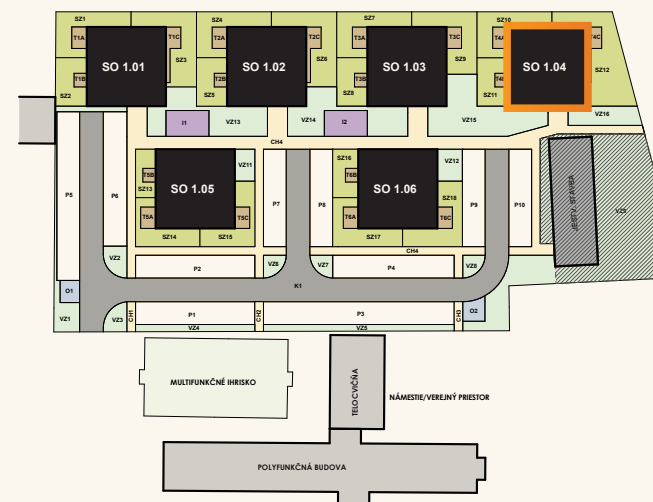 SZ1
SZ4
SZ7
SZ10
T1A
T1C
T2A
T2C
T3A
T3C
T4A
T4C
SZ3
SZ6
SZ9
SZ12
SO 1.01
SO 1.02
SO 1.03
SO 1.04
T1B
T2B
T3B
SZ2
SZ5
SZ8
SZ11
I1
VZ13
VZ14
I2
VZ15
VZ16
CH4
P5
P6
T5B
SZ13
SO 1.05
VZ11
SZ16
T6B
SO 1.06
VZ12
SZ18
P7
P8
P9
P10
T5A
T5C
T6A
T6C
SZ14
SZ15
SZ17
CH4
VZ2
P2
VZ6
VZ7
P4
VZ8
O1
K1
VZ1
VZ3
CH1
P1
VZ4
CH2
P3
VZ5
CH3
O2
MULTIFUNKČNÉ IHRISKO
TELOCVIČŇA
NÁMESTIE/VEREJNÝ PRIESTOR
POLYFUNKČNÁ BUDOVA